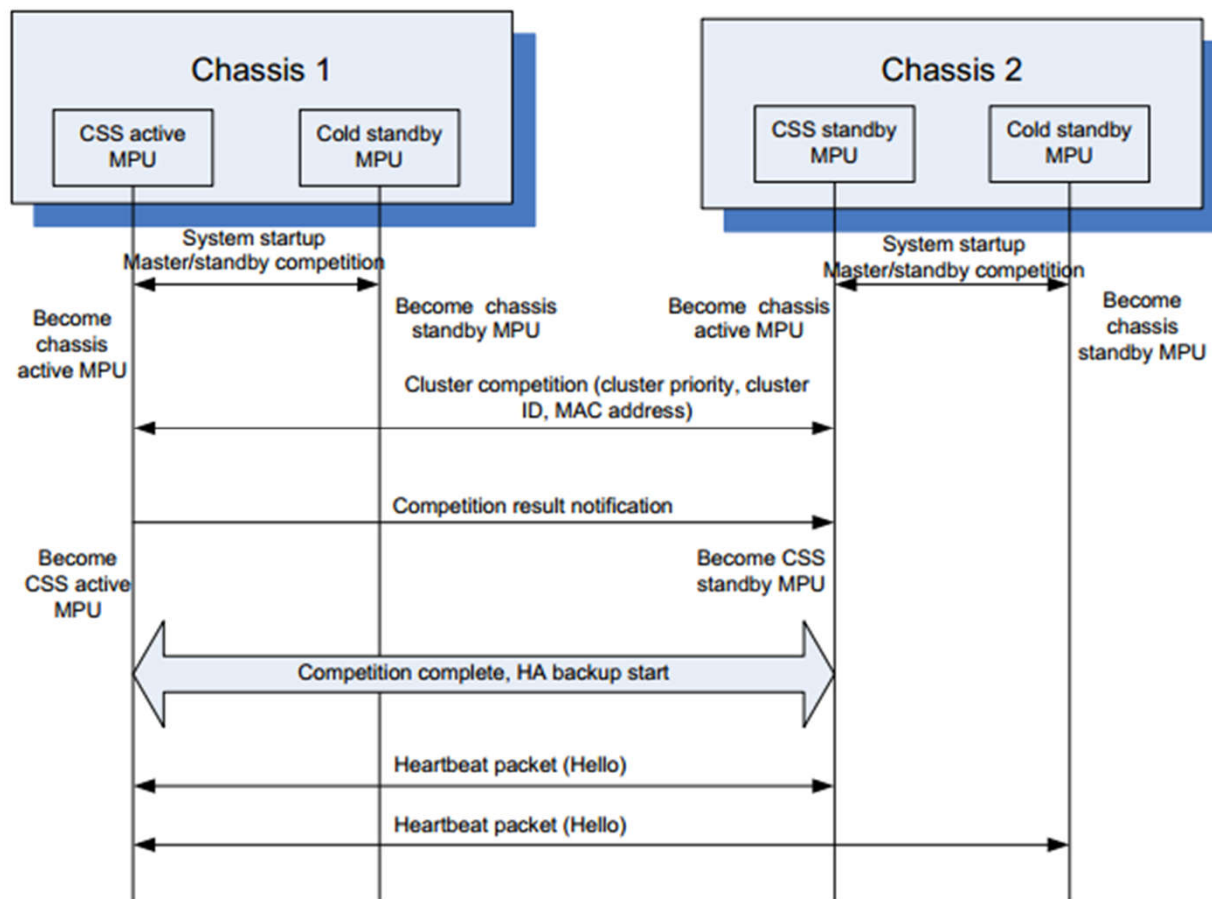 Chassis 1
CSS active
MPU
Cold standby
MPU
Chassis 2
CSS standby
MPU
Cold standby
MPU
System startup
Master/standby competition
System startup
Master/standby competition
Become
chassis
active MPU
Become chassis
standby MPU
Become chassis
active MPU
Become
chassis
standby MPU
Cluster competition (cluster priority, cluster
ID, MAC address)
Competition result notification
Become
CSS active
MPU
Become CSS
standby MPU
Competition complete, HA backup start
Heartbeat packet (Hello)
Heartbeat packet (Hello)